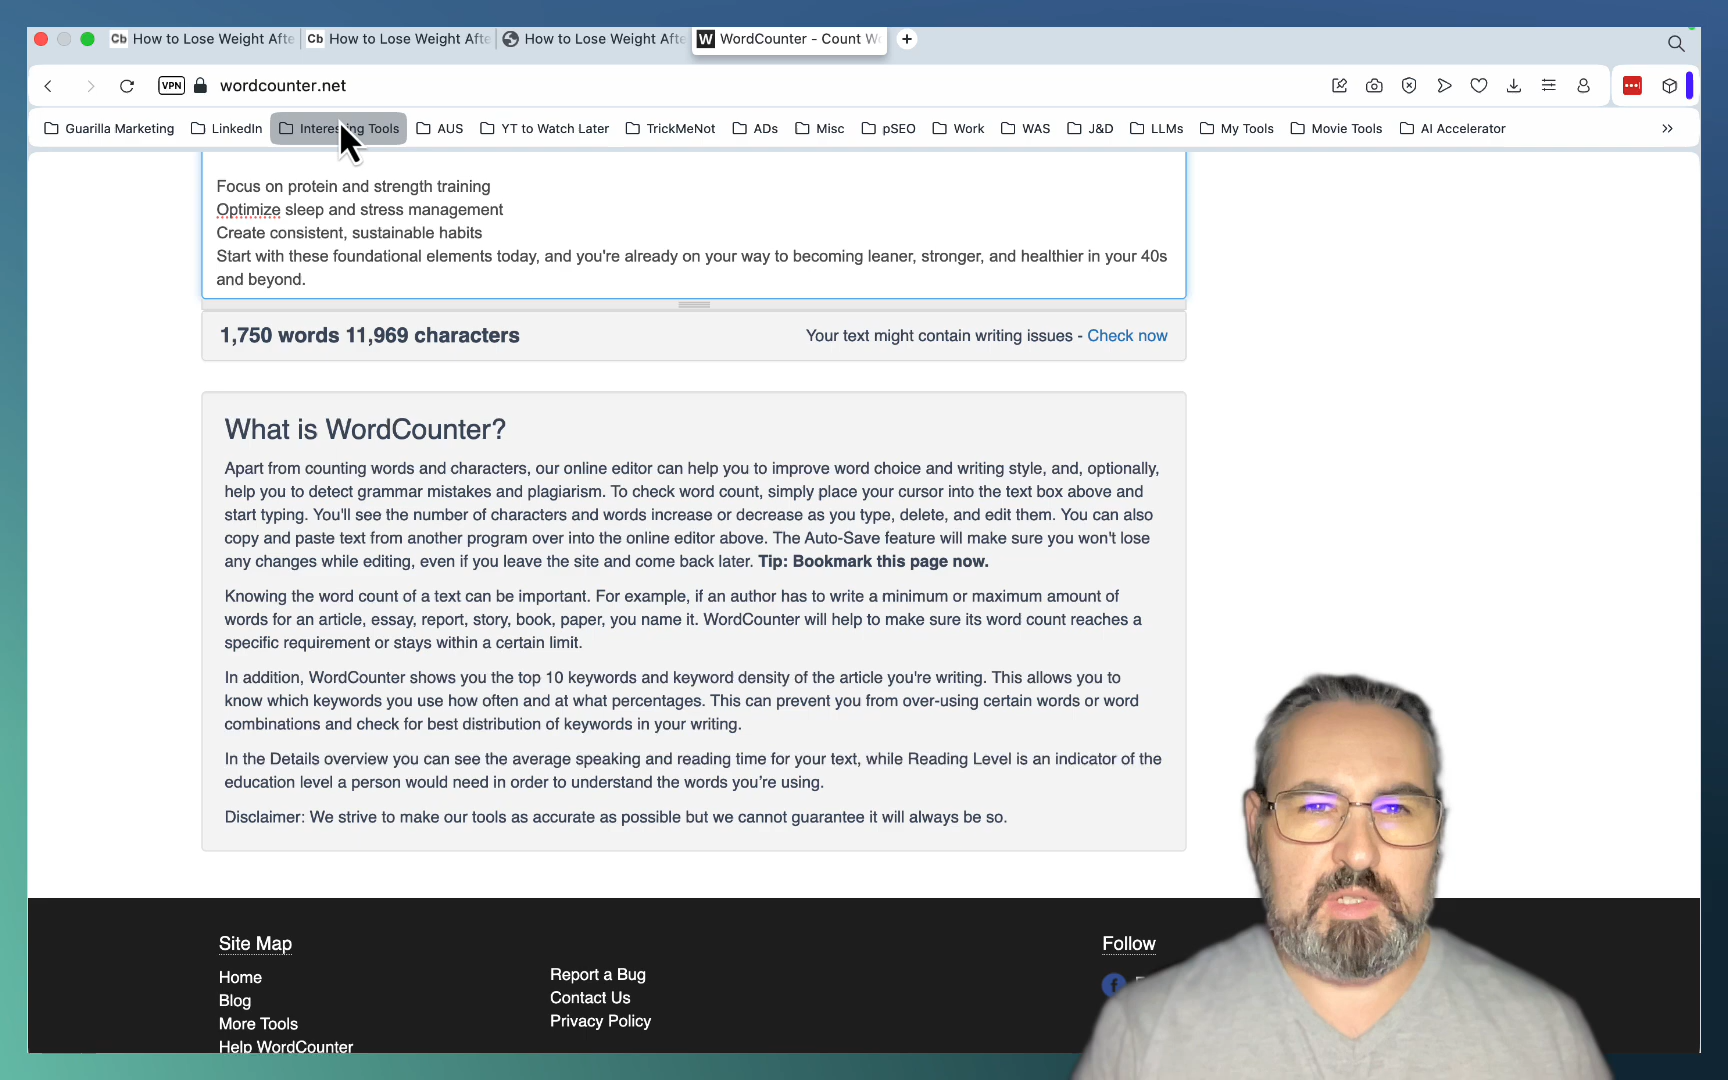 Cb How to Lose Weight Afte
Cb How to Lose Weight Afte
How to Lose Weight Afte
W WordCounter - Count W
VPN wordcounter.net
Guarilla Marketing LinkedIn Interesting Tools AUS YT to Watch Later TrickMeNot ADs Misc pSEO Work WAS J&D LLMs My Tools Movie Tools AI Accelerator
Focus on protein and strength training
Optimize sleep and stress management
Create consistent, sustainable habits
Start with these foundational elements today, and you're already on your way to becoming leaner, stronger, and healthier in your 40s
and beyond.
1,750 words 11,969 characters
Your text might contain writing issues - Check now
What is WordCounter?
Apart from counting words and characters, our online editor can help you to improve word choice and writing style, and, optionally,
help you to detect grammar mistakes and plagiarism. To check word count, simply place your cursor into the text box above and
start typing. You'll see the number of characters and words increase or decrease as you type, delete, and edit them. You can also
copy and paste text from another program over into the online editor above. The Auto-Save feature will make sure you won't lose
any changes while editing, even if you leave the site and come back later. Tip: Bookmark this page now.
Knowing the word count of a text can be important. For example, if an author has to write a minimum or maximum amount of
words for an article, essay, report, story, book, paper, you name it. WordCounter will help to make sure its word count reaches a
specific requirement or stays within a certain limit.
In addition, WordCounter shows you the top 10 keywords and keyword density of the article you're writing. This allows you to
know which keywords you use how often and at what percentages. This can prevent you from over-using certain words or word
combinations and check for best distribution of keywords in your writing.
In the Details overview you can see the average speaking and reading time for your text, while Reading Level is an indicator of the
education level a person would need in order to understand the words you're using.
Disclaimer: We strive to make our tools as accurate as possible but we cannot guarantee it will always be so.
Site Map
Home
Blog
More Tools
Help WordCounter
Report a Bug
Contact Us
Privacy Policy
Follow